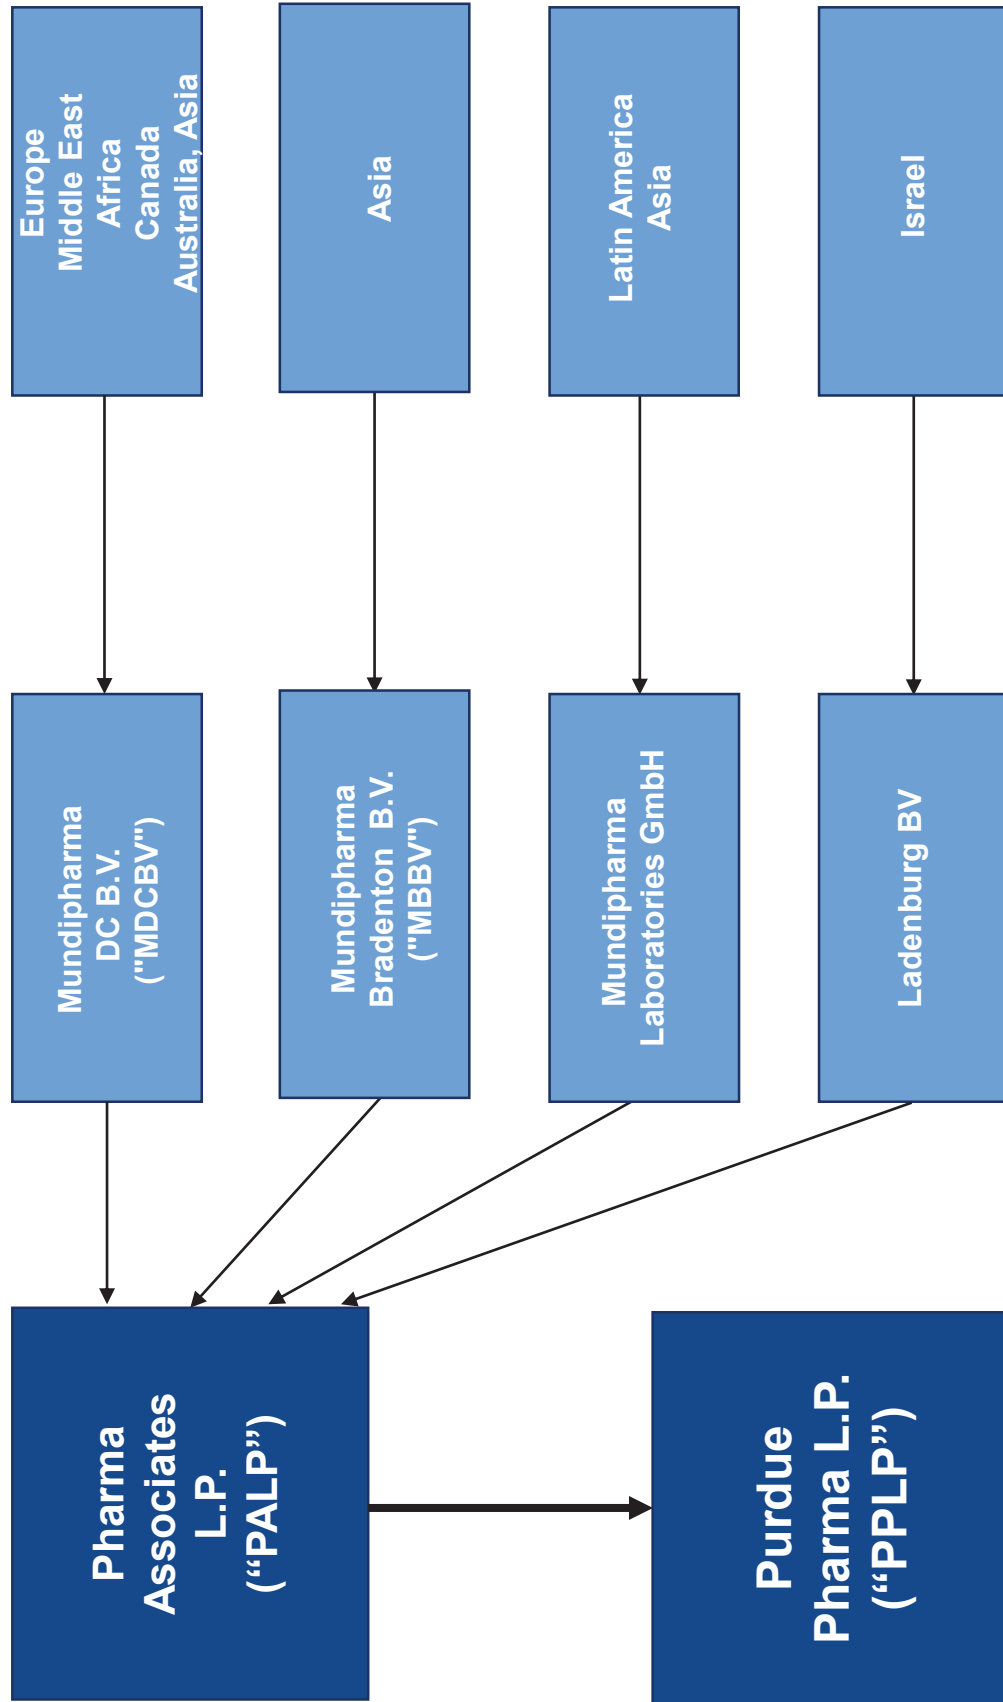 Pharma
Associates
L.P.
(“PALP”)
Mundipharma
DC B.V.
("MDCBV")
Europe
Middle East
Africa
Canada
Australia, Asia
Mundipharma
Bradenton B.V.
("MBBV")
Asia
Mundipharma
Laboratories GmbH
Latin America
Asia
Purdue
Pharma L.P.
(“PPLP”)
Ladenburg BV
Israel